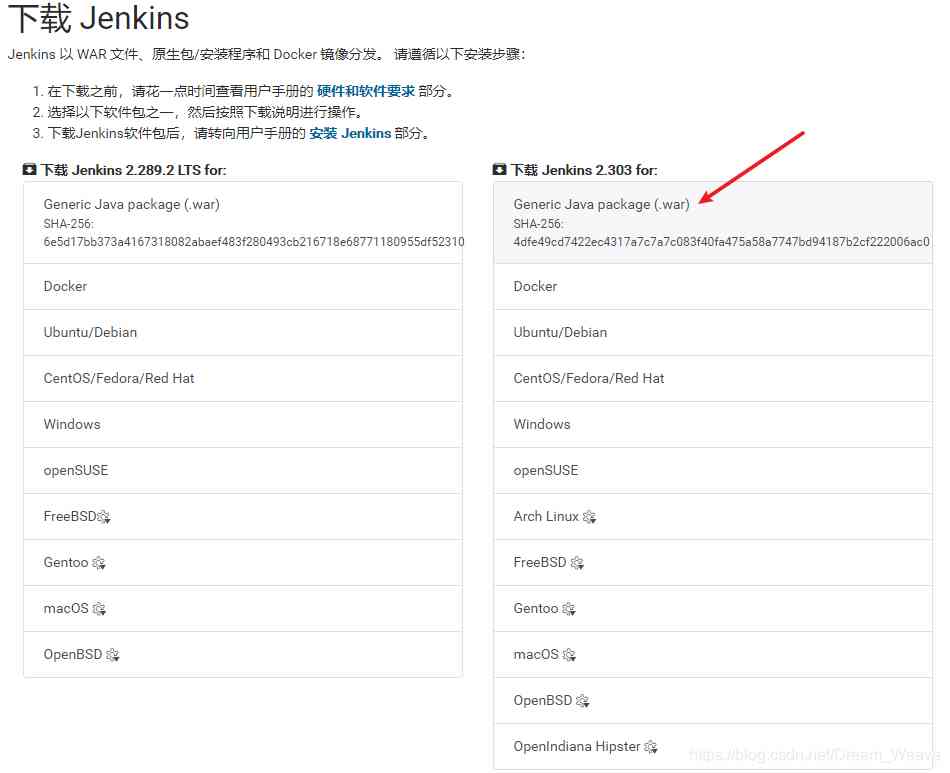 下载 Jenkins
Jenkins 以 WAR 文件、原生包/安装程序和 Docker 镜像分发。 请遵循以下安装步骤：
1. 在下载之前，请花一点时间查看用户手册的 硬件和软件要求 部分。
2. 选择以下软件包之一，然后按照下载说明进行操作。
3. 下载Jenkins软件包后，请转向用户手册的 安装 Jenkins 部分。
下载 Jenkins 2.289.2 LTS for:
Generic Java package (.war)
SHA-256:
6e5d17bb373a4167318082abaef483f280493cb216718e68771180955df52310
Docker
Ubuntu/Debian
CentOS/Fedora/Red Hat
Windows
openSUSE
FreeBSD
Gentoo
macOS
OpenBSD
下载 Jenkins 2.303 for:
Generic Java package (.war)
SHA-256:
4dfe49cd7422ec4317a7c7a7c083f40fa475a58a7747bd94187b2cf222006ac0
Docker
Ubuntu/Debian
CentOS/Fedora/Red Hat
Windows
openSUSE
Arch Linux
FreeBSD
Gentoo
macOS
OpenBSD
OpenIndiana Hipster
https://blog.csdn.net/Dream_Weave